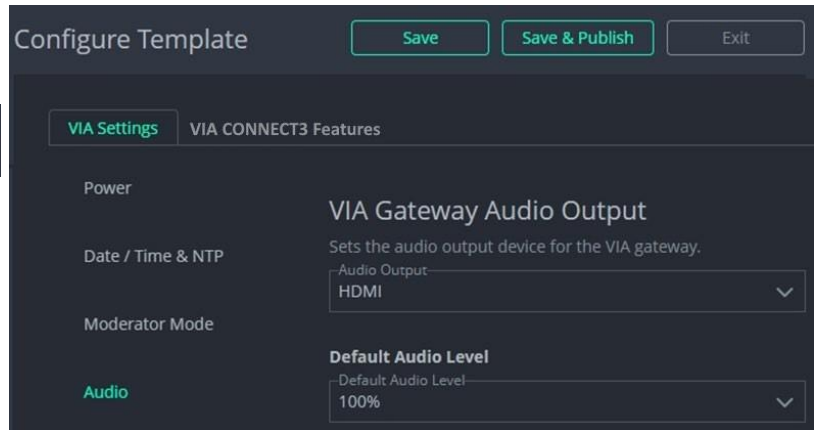 Configure Template
Save
Save & Publish
Exit
VIA Settings
VIA CONNECT3 Features
Power
Date / Time & NTP
Moderator Mode
Audio
VIA Gateway Audio Output
Sets the audio output device for the VIA gateway.
Audio Output
HDMI
Default Audio Level
Default Audio Level
100%